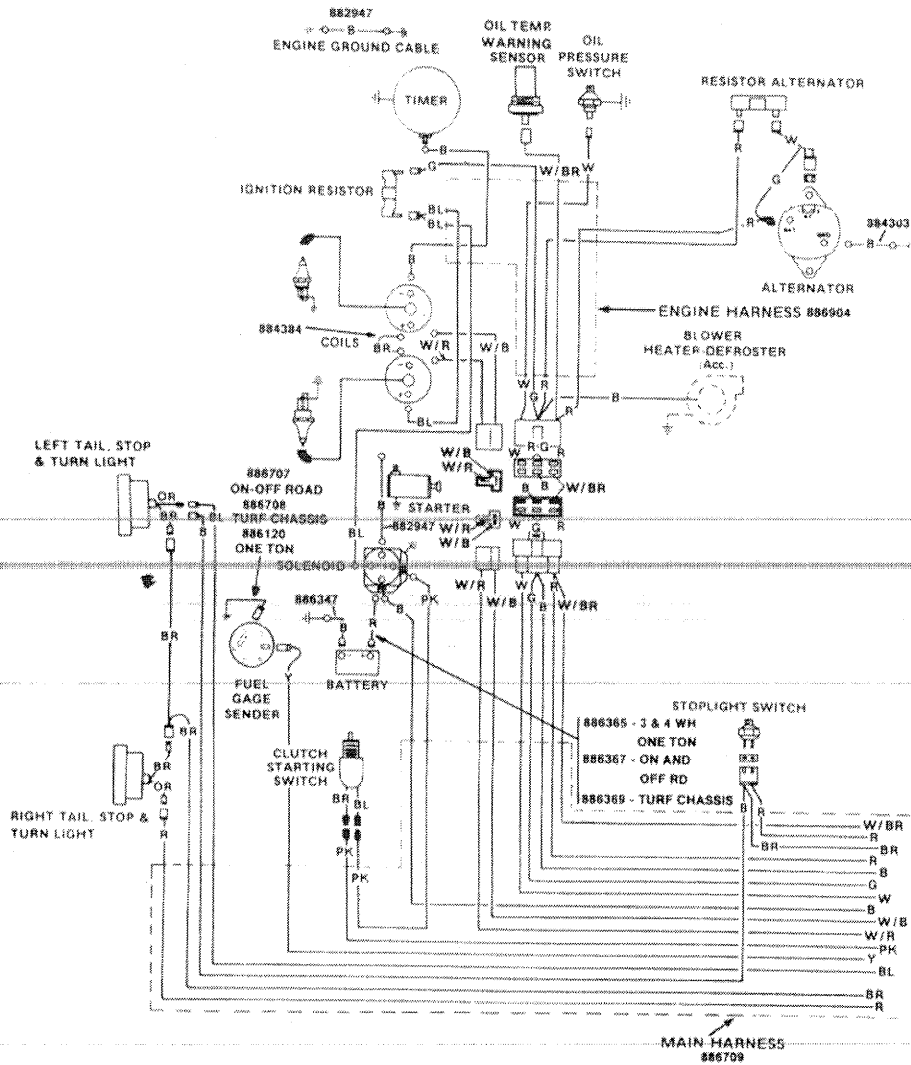 882947
B
ENGINE GROUND CABLE
OIL TEMP.
WARNING
SENSOR
OIL
PRESSURE
SWITCH
TIMER
RESISTOR ALTERNATOR
B
G
W/BR
W
R
W
G
IGNITION RESISTOR
BL
BL
R
884303
B
ALTERNATOR
B
884384
COILS
BR
W/R
W/B
ENGINE HARNESS 886904
BLOWER
HEATER-DEFROSTER
(Acc.)
W
G
R
R
B
BL
LEFT TAIL, STOP
& TURN LIGHT
W
R
G
R
W/B
W/R
B
W/BR
886707
ON-OFF ROAD
886708
TURF CHASSIS
886120
ONE TON
OR
BR
BL
B
STARTER
B
882947
W/R
W/B
B
W
G
R
BL
SOLENOID
W/R
W/B
W
G
B
W/BR
PK
886347
B
R
B
BR
BATTERY
Y
FUEL
GAGE
SENDER
STOPLIGHT SWITCH
886365 - 3 & 4 WH
ONE TON
886367 - ON AND
OFF RD
886369 - TURF CHASSIS
BR
CLUTCH
STARTING
SWITCH
BR
OR
BR
BL
PK
PK
RIGHT TAIL, STOP &
TURN LIGHT
R
B
R
BR
W/BR
R
BR
R
B
G
W
B
W/B
W/R
PK
Y
BL
BR
R
MAIN HARNESS
886709